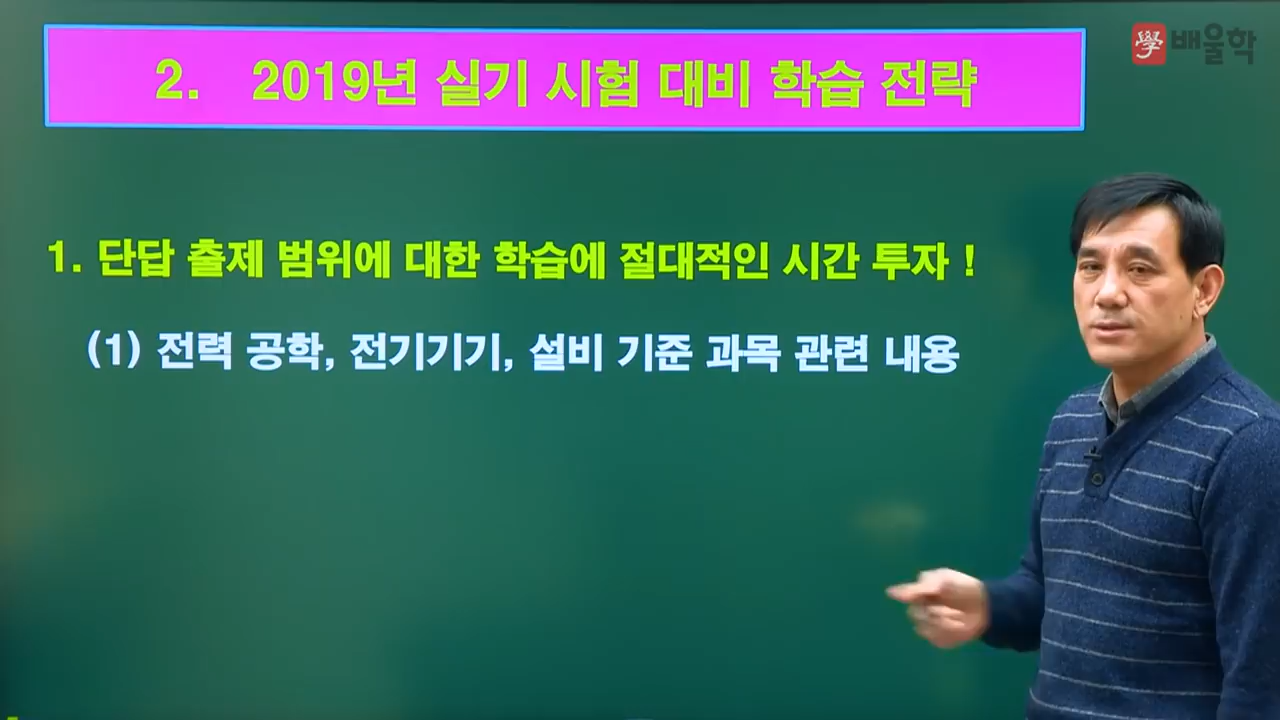 學 배울학
2. 2019년 실기 시험 대비 학습 전략
1. 단답 출제 범위에 대한 학습에 절대적인 시간 투자 !
(1) 전력 공학, 전기기기, 설비 기준 과목 관련 내용